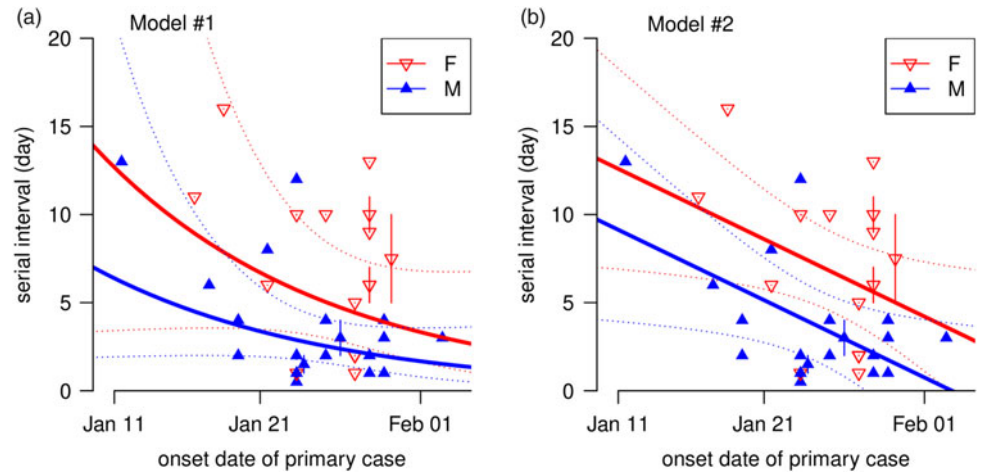 (a)
Model #1
20
15
10
5
0
serial interval (day)
F
M
Jan 11
Jan 21
Feb 01
onset date of primary case
(b)
Model #2
20
15
10
5
0
serial interval (day)
F
M
Jan 11
Jan 21
Feb 01
onset date of primary case